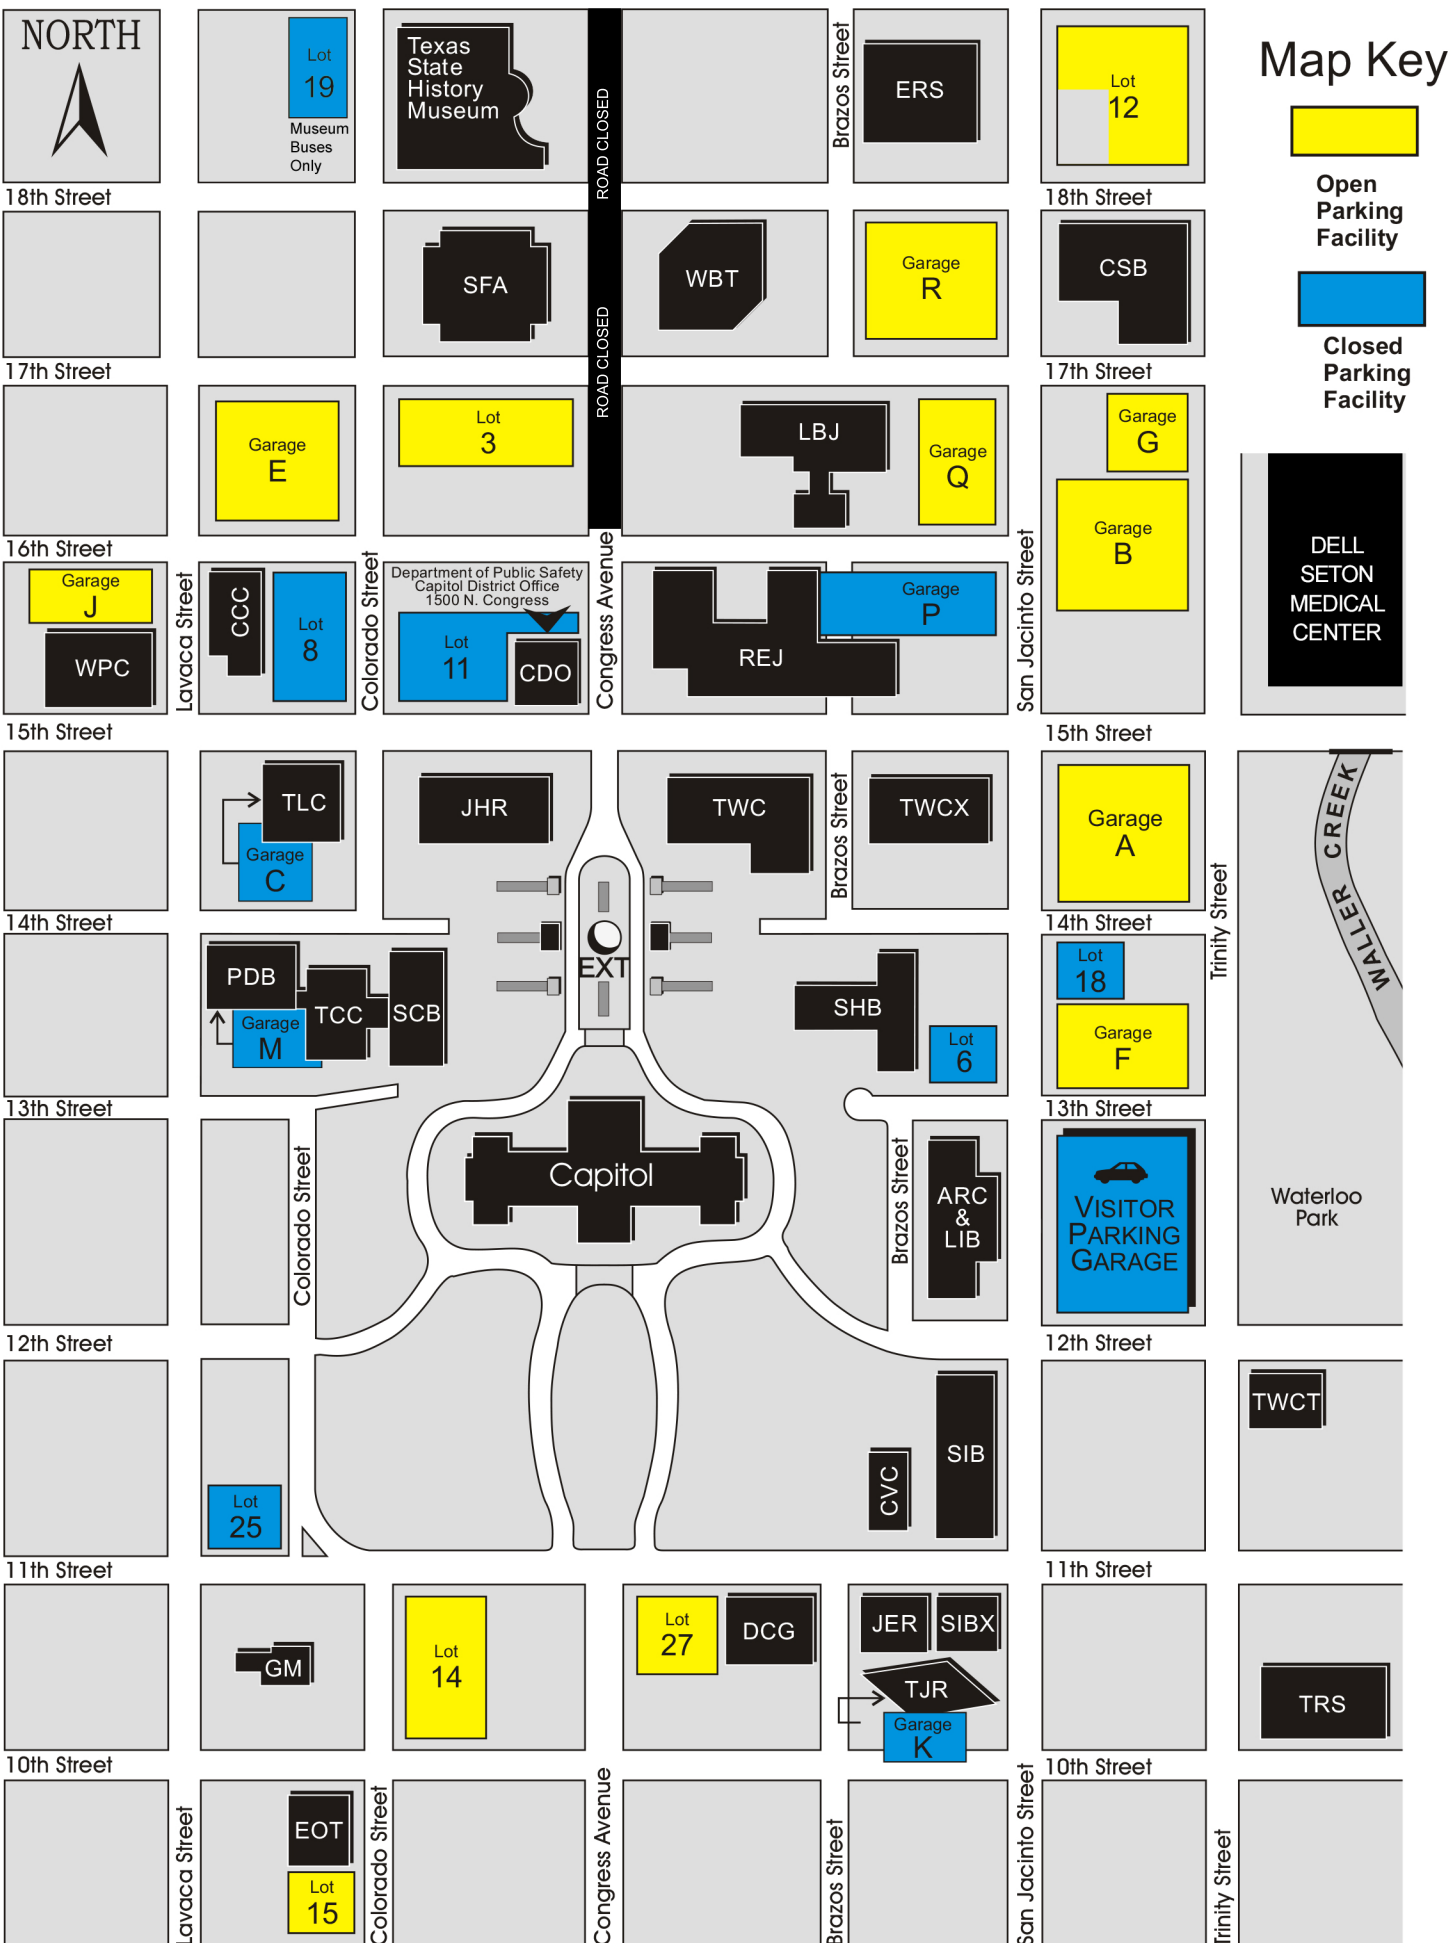 NORTH
Lot
19
Museum
Buses
Only
Texas
State
History
Museum
ROAD CLOSED
Brazos Street
ERS
Lot
12
Map Key
Open
Parking
Facility
Closed
Parking
Facility
18th Street
18th Street
SFA
ROAD CLOSED
WBT
Garage
R
CSB
17th Street
17th Street
Garage
E
Lot
3
LBJ
Garage
Q
Garage
G
Garage
B
DELL
SETON
MEDICAL
CENTER
16th Street
Garage
J
WPC
Lavaca Street
CCC
Lot
8
Colorado Street
Department of Public Safety
Capitol District Office
1500 N. Congress
Lot
11
CDO
Congress Avenue
REJ
Garage
P
San Jacinto Street
15th Street
15th Street
TLC
Garage
C
JHR
TWC
Brazos Street
TWCX
Garage
A
WALLER CREEK
14th Street
14th Street
Trinity Street
PDB
Garage
M
TCC
SCB
EXT
SHB
Lot
6
Lot
18
Garage
F
13th Street
13th Street
Colorado Street
Capitol
Brazos Street
ARC
&
LIB
VISITOR
PARKING
GARAGE
Waterloo
Park
12th Street
12th Street
TWCT
Lot
25
CVC
SIB
11th Street
11th Street
GM
Lot
14
Lot
27
DCG
JER
SIBX
TJR
Garage
K
TRS
10th Street
10th Street
Lavaca Street
EOT
Lot
15
Colorado Street
Congress Avenue
Brazos Street
San Jacinto Street
Trinity Street